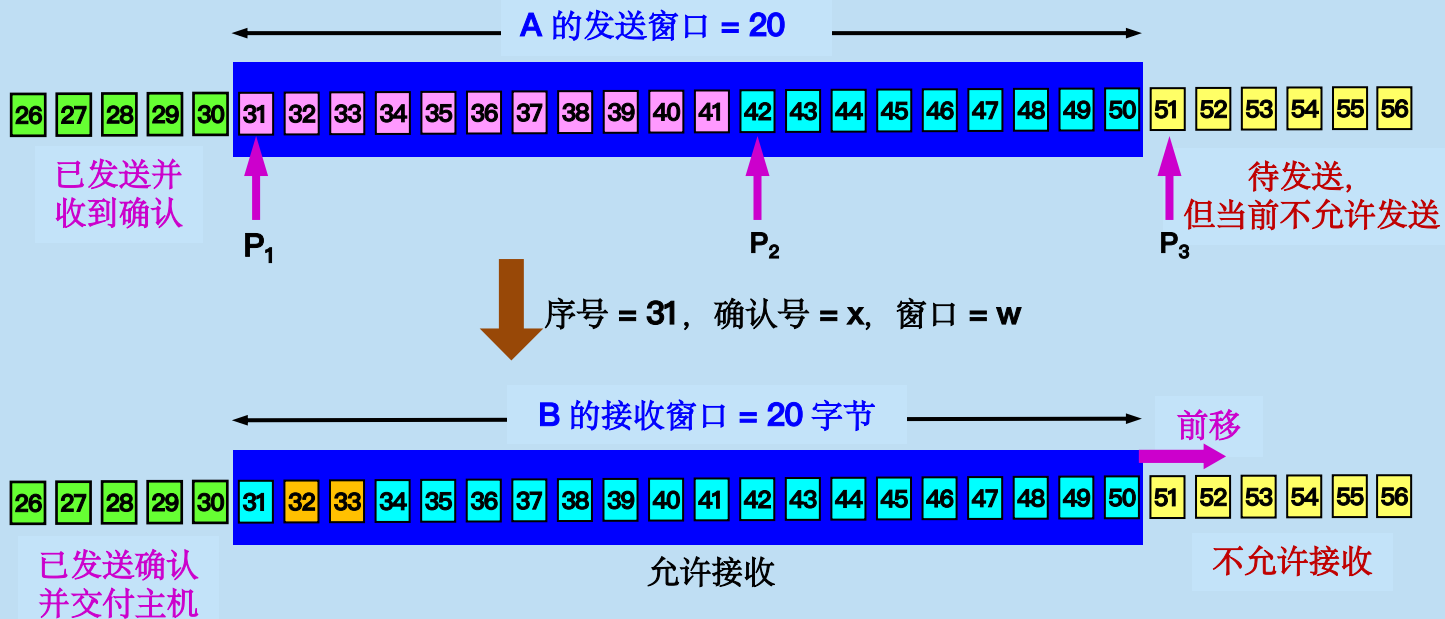 A 的发送窗口 = 20
26 27 28 29 30 31 32 33 34 35 36 37 38 39 40 41 42 43 44 45 46 47 48 49 50 51 52 53 54 55 56
已发送并
收到确认
待发送,
但当前不允许发送
P1 P2 P3
序号 = 31, 确认号 = x, 窗口 = w
B 的接收窗口 = 20 字节
前移
26 27 28 29 30 31 32 33 34 35 36 37 38 39 40 41 42 43 44 45 46 47 48 49 50 51 52 53 54 55 56
已发送确认
并交付主机
允许接收
不允许接收